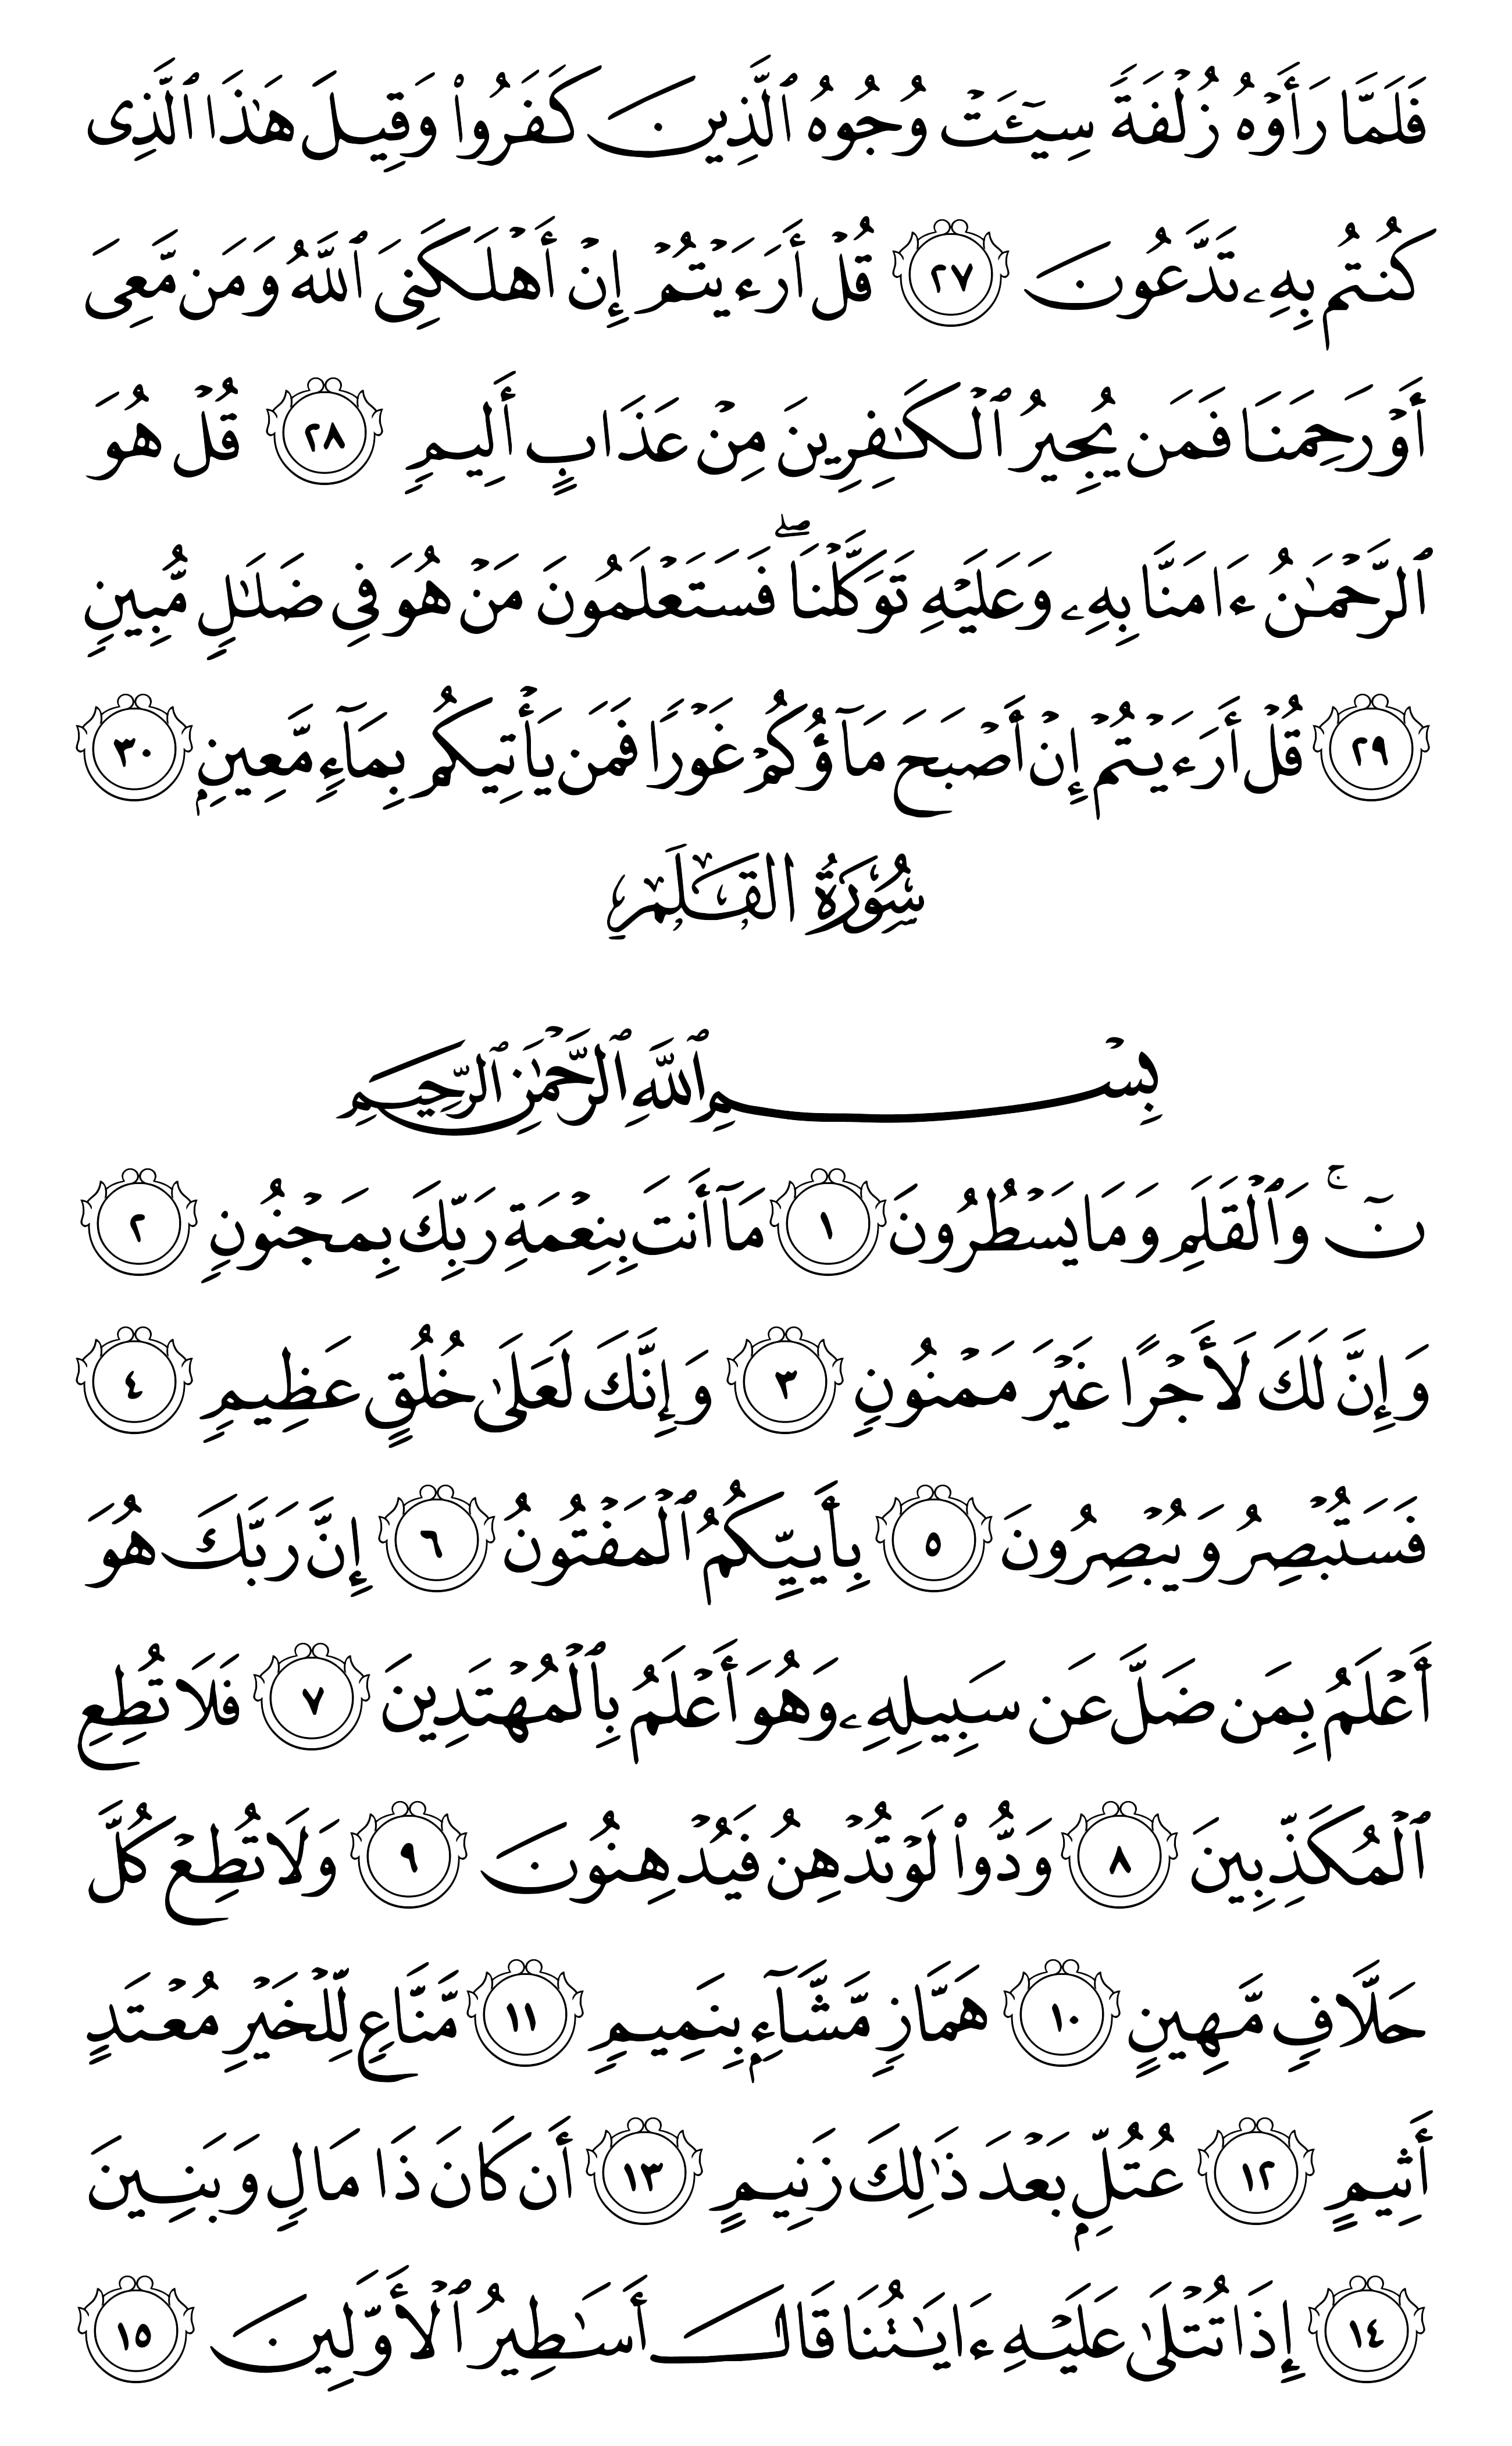 فَلَمَّا رَأَوۡهُ زُلۡفَةٗ سِيٓـَٔتۡ وُجُوهُ ٱلَّذِينَ كَفَرُواْ وَقِيلَ هَٰذَا ٱلَّذِي
كُنتُم بِهِۦ تَدَّعُونَ ٢٧ قُلۡ أَرَءَيۡتُمۡ إِنۡ أَهۡلَكَنِيَ ٱللَّهُ وَمَن مَّعِيَ
أَوۡ رَحِمَنَا فَمَن يُجِيرُ ٱلۡكَٰفِرِينَ مِنۡ عَذَابٍ أَلِيمٖ ٢٨ قُلۡ هُوَ
ٱلرَّحۡمَٰنُ ءَامَنَّا بِهِۦ وَعَلَيۡهِ تَوَكَّلۡنَاۖ فَسَتَعۡلَمُونَ مَنۡ هُوَ فِي ضَلَٰلٖ مُّبِينٖ
٢٩ قُلۡ أَرَءَيۡتُمۡ إِنۡ أَصۡبَحَ مَآؤُكُمۡ غَوۡرٗا فَمَن يَأۡتِيكُم بِمَآءٖ مَّعِينِۭ ٣٠
سُورَةُ القَلَمِ
بِسۡمِ ٱللَّهِ ٱلرَّحۡمَٰنِ ٱلرَّحِيمِ
نٓۚ وَٱلۡقَلَمِ وَمَا يَسۡطُرُونَ ١ مَآ أَنتَ بِنِعۡمَةِ رَبِّكَ بِمَجۡنُونٖ ٢
وَإِنَّ لَكَ لَأَجۡرًا غَيۡرَ مَمۡنُونٖ ٣ وَإِنَّكَ لَعَلَىٰ خُلُقٍ عَظِيمٖ ٤
فَسَتُبۡصِرُ وَيُبۡصِرُونَ ٥ بِأَييِّكُمُ ٱلۡمَفۡتُونُ ٦ إِنَّ رَبَّكَ هُوَ
أَعۡلَمُ بِمَن ضَلَّ عَن سَبِيلِهِۦ وَهُوَ أَعۡلَمُ بِٱلۡمُهۡتَدِينَ ٧ فَلَا تُطِعِ
ٱلۡمُكَذِّبِينَ ٨ وَدُّواْ لَوۡ تُدۡهِنُ فَيُدۡهِنُونَ ٩ وَلَا تُطِعۡ كُلَّ
حَلَّافٖ مَّهِينٍ ١٠ هَمَّازٖ مَّشَّآءِۭ بِنَمِيمٖ ١١ مَّنَّاعٖ لِّلۡخَيۡرِ مُعۡتَدٍ
أَثِيمٍ ١٢ عُتُلِّۭ بَعۡدَ ذَٰلِكَ زَنِيمٍ ١٣ أَن كَانَ ذَا مَالٖ وَبَنِينَ
١٤ إِذَا تُتۡلَىٰ عَلَيۡهِ ءَايَٰتُنَا قَالَ أَسَٰطِيرُ ٱلۡأَوَّلِينَ ١٥